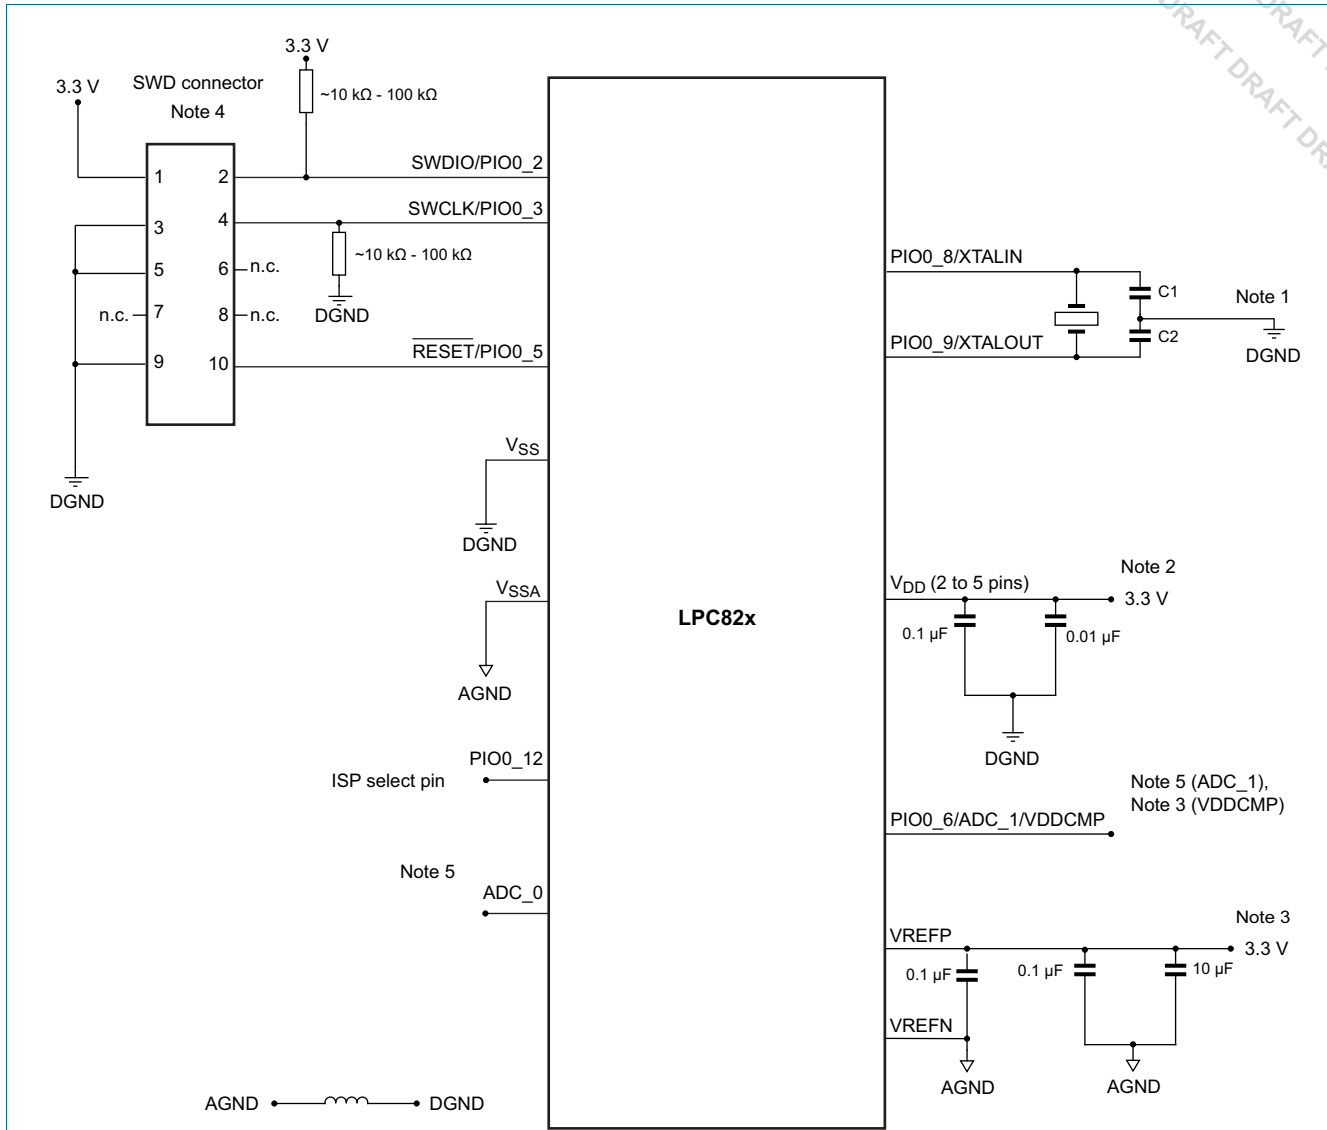 DRAFT DRAFT DRA
DRAFT
3.3 V
3.3 V
SWD connector
Note 4
~10 kΩ - 100 kΩ
1
2
SWDIO/PIO0_2
3
4
SWCLK/PIO0_3
~10 kΩ - 100 kΩ
5
6
n.c.
n.c.
7
8
n.c.
DGND
9
10
RESET/PIO0_5
DGND
VSS
DGND
VSSA
AGND
ISP select pin
PIO0_12
Note 5
ADC_0
AGND
DGND
LPC82x
PIO0_8/XTALIN
C1
Note 1
PIO0_9/XTALOUT
C2
DGND
Note 2
VDD (2 to 5 pins)
3.3 V
0.1 µF
0.01 µF
DGND
Note 5 (ADC_1),
Note 3 (VDDCMP)
PIO0_6/ADC_1/VDDCMP
Note 3
VREFP
3.3 V
0.1 µF
0.1 µF
10 µF
VREFN
AGND
AGND